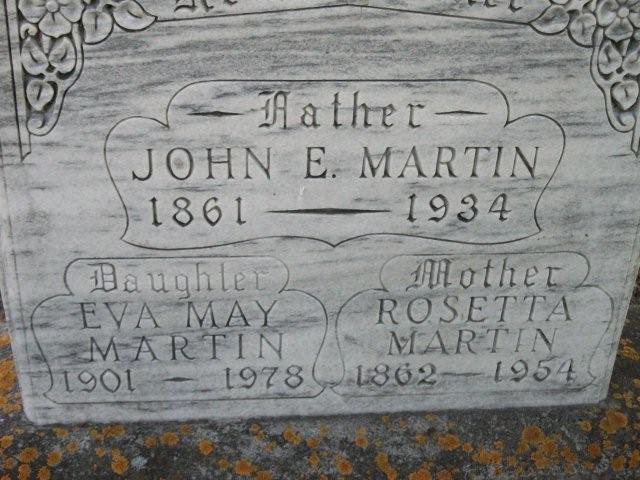 Father
JOHN E. MARTIN
1861 — 1934
Daughter
EVA MAY
MARTIN
1901 — 1978
Mother
ROSETTA
MARTIN
1862 — 1954